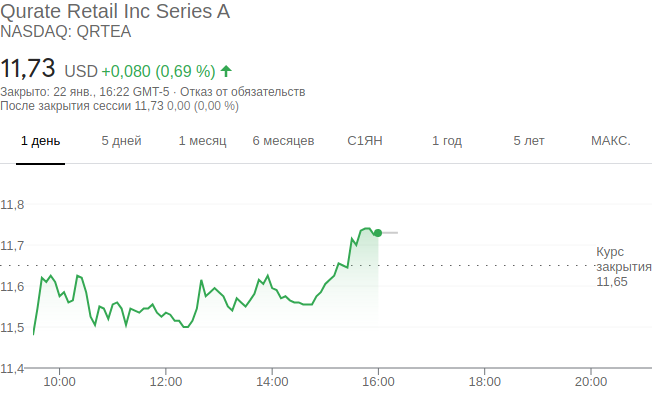 Qurate Retail Inc Series A
NASDAQ: QRTEA
11,73 USD +0,080 (0,69 %)
Закрыто: 22 янв., 16:22 GMT-5 · Отказ от обязательств
После закрытия сессии 11,73 0,00 (0,00 %)
1 день 5 дней 1 месяц 6 месяцев С1ЯН 1 год 5 лет МАКС.
11,8
11,7
Курс
закрытия
11,65
11,6
11,5
11,4
10:00 12:00 14:00 16:00 18:00 20:00